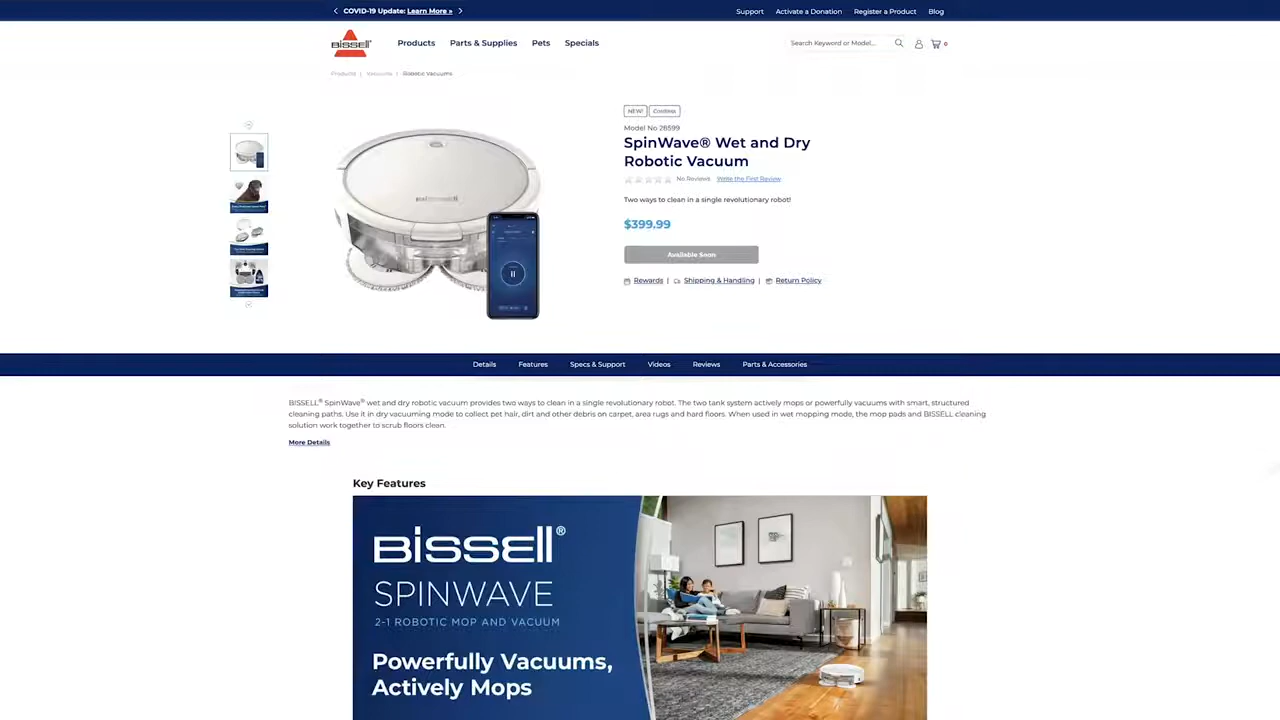 COVID-19 Update: Learn More »
Support Activate a Donation Register a Product Blog
BISSELL
Products Parts & Supplies Pets Specials
Search Keyword or Model...
0
Products | Vacuums | Robotic Vacuums
NEW! Cordless
Model No 28599
SpinWave® Wet and Dry
Robotic Vacuum
No Reviews Write the First Review
Two ways to clean in a single revolutionary robot!
$399.99
Available Soon
Rewards | Shipping & Handling | Return Policy
Details Features Specs & Support Videos Reviews Parts & Accessories
BISSELL® SpinWave® wet and dry robotic vacuum provides two ways to clean in a single revolutionary robot. The two tank system actively mops or powerfully vacuums with smart, structured
cleaning paths. Use it in dry vacuuming mode to collect pet hair, dirt and other debris on carpet, area rugs and hard floors. When used in wet mopping mode, the mop pads and BISSELL cleaning
solution work together to scrub floors clean.
More Details
Key Features
BISSELL®
SPINWAVE
2-1 ROBOTIC MOP AND VACUUM
Powerfully Vacuums,
Actively Mops